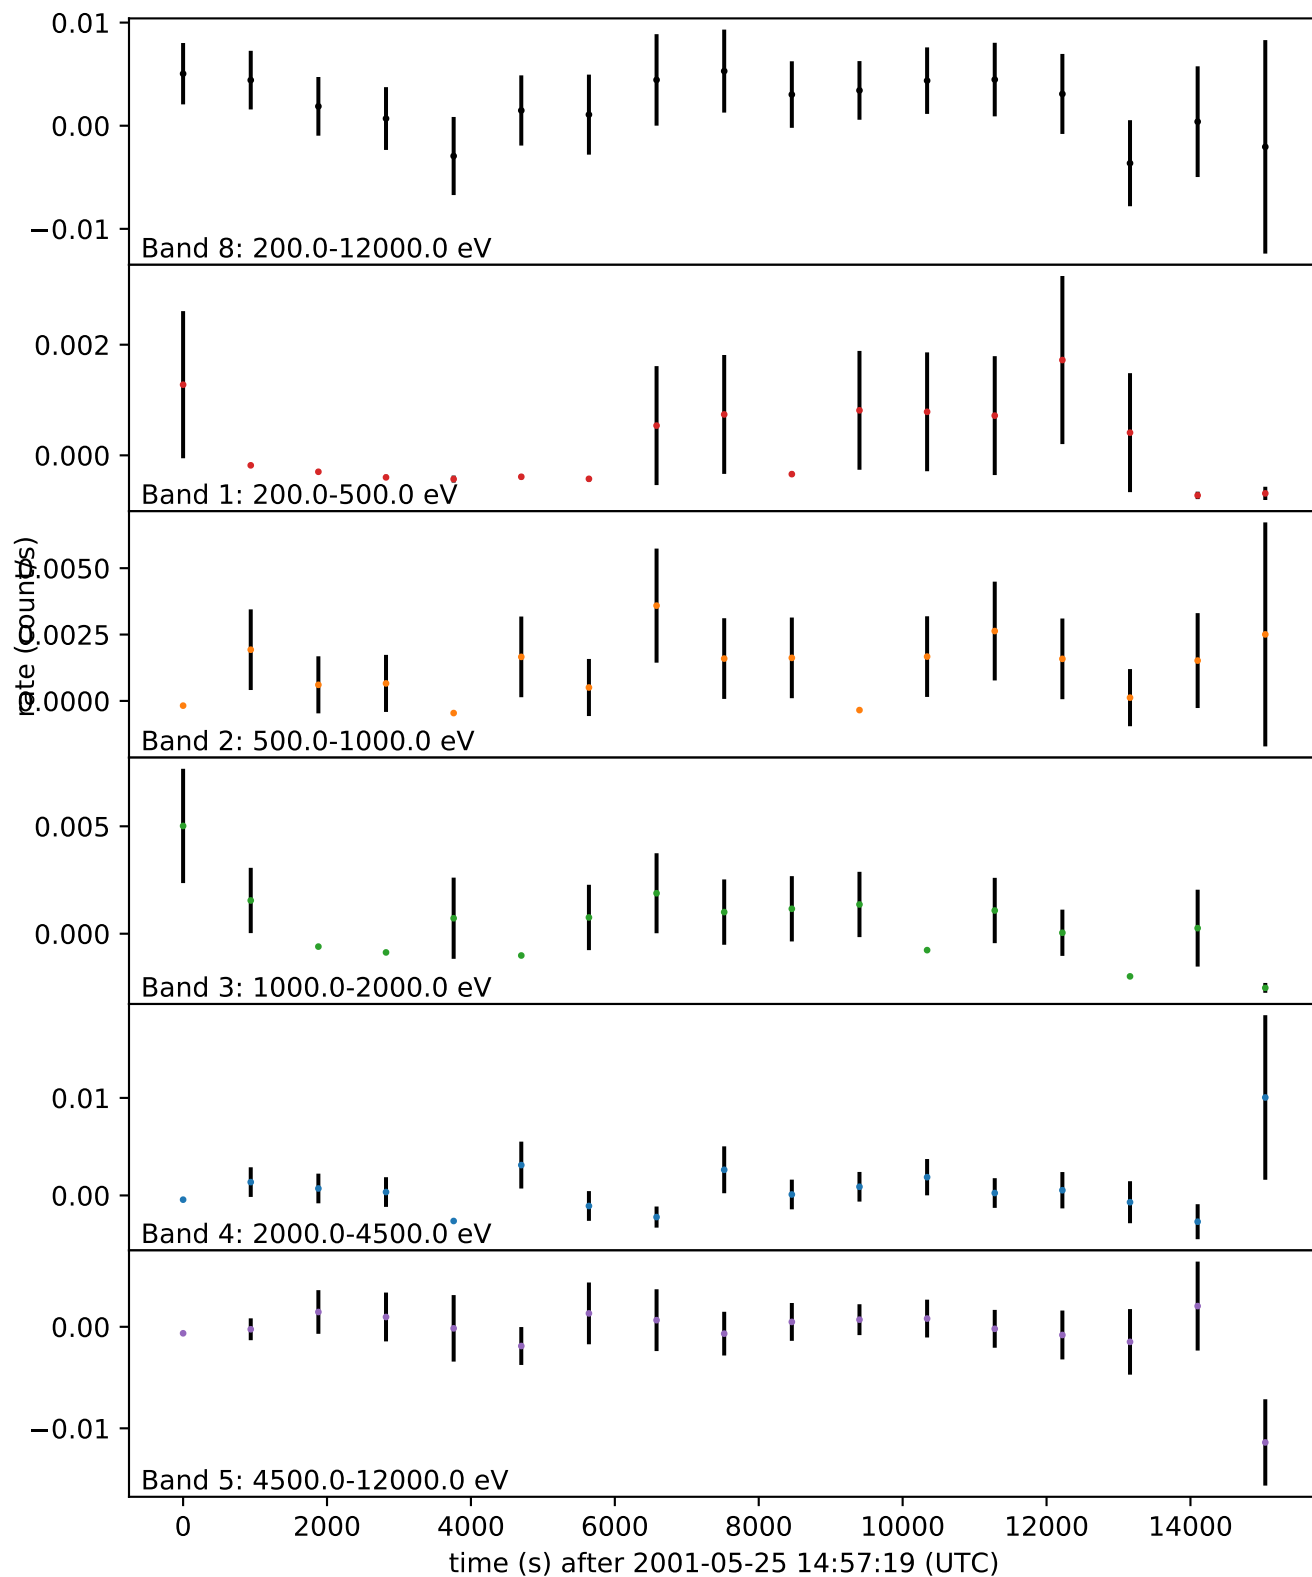 0.01
0.00
−0.01
Band 8: 200.0-12000.0 eV
0.002
0.000
Band 1: 200.0-500.0 eV
rate (count/s)
0.0050
0.0025
0.0000
Band 2: 500.0-1000.0 eV
0.005
0.000
Band 3: 1000.0-2000.0 eV
0.01
0.00
Band 4: 2000.0-4500.0 eV
0.00
−0.01
Band 5: 4500.0-12000.0 eV
0 2000 4000 6000 8000 10000 12000 14000
time (s) after 2001-05-25 14:57:19 (UTC)